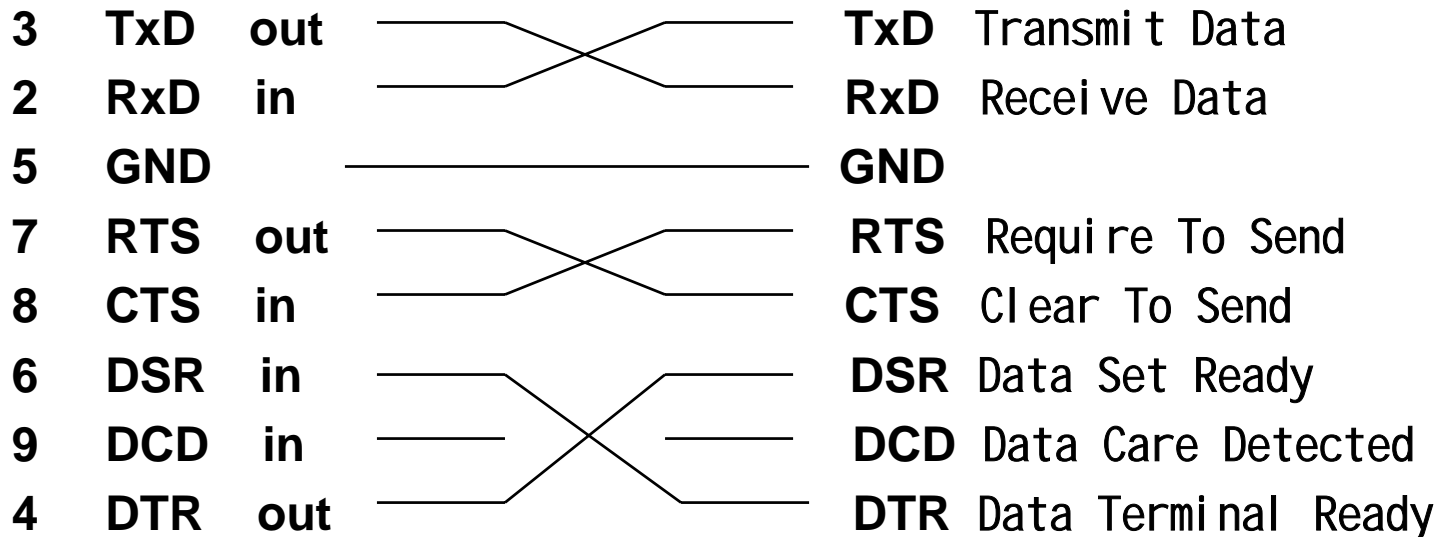 3 TxD out TxD Transmit Data
2 RxD in RxD Receive Data
5 GND GND
7 RTS out RTS Require To Send
8 CTS in CTS Clear To Send
6 DSR in DSR Data Set Ready
9 DCD in DCD Data Care Detected
4 DTR out DTR Data Terminal Ready